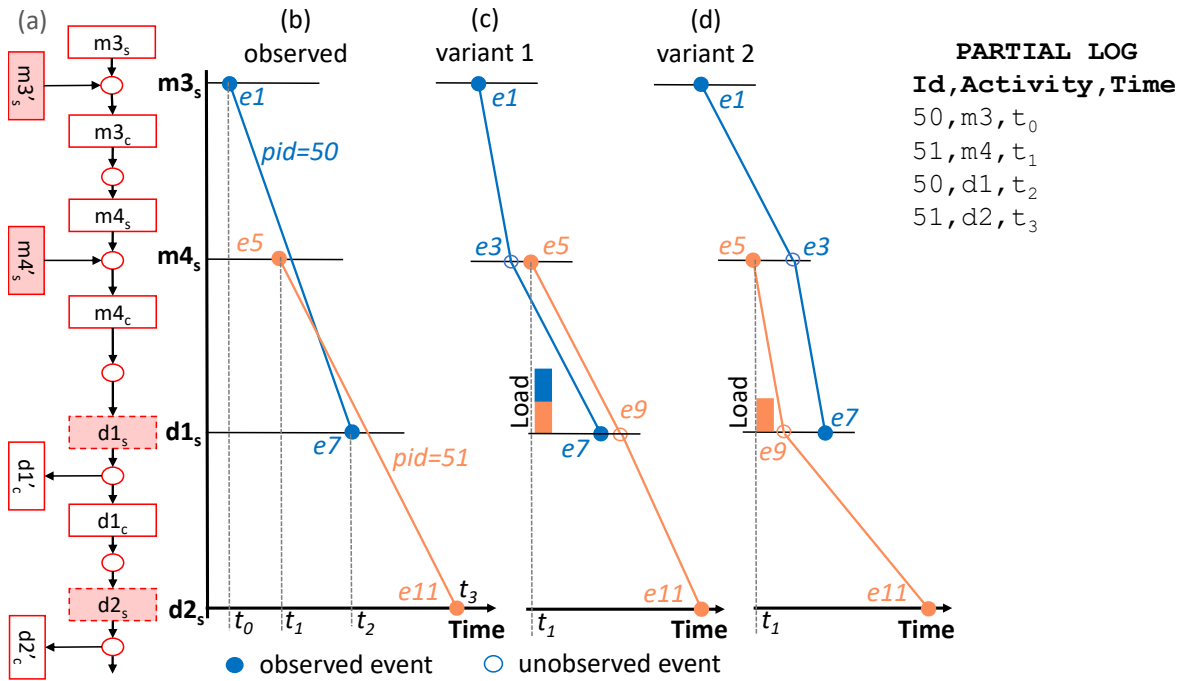 (a)
m3s
m3's
m3c
m4s
m4's
m4c
d1s
d1'c
d1c
d2s
d2'c
(b)
observed
m3s
e1
pid=50
e5
m4s
d1s
e7
pid=51
e11
t3
d2s
t0
t1
t2
Time
(c)
variant 1
e1
e3
e5
Load
e9
e7
e11
t1
Time
(d)
variant 2
e1
e5
e3
Load
e9
e7
e11
t1
Time
observed event
unobserved event
PARTIAL LOG
Id,Activity,Time
50,m3,t0
51,m4,t1
50,d1,t2
51,d2,t3